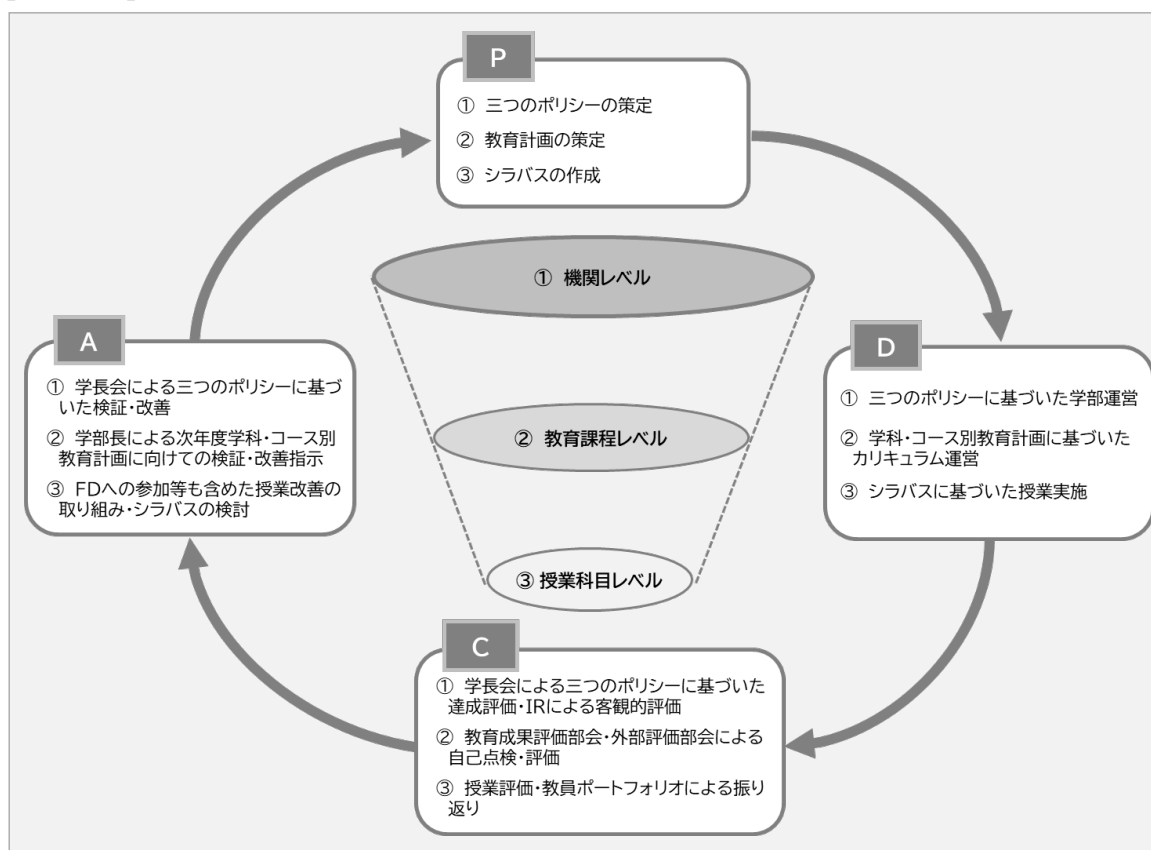 P
① 三つのポリシーの策定
② 教育計画の策定
③ シラバスの作成
① 機関レベル
② 教育課程レベル
③ 授業科目レベル
D
① 三つのポリシーに基づいた学部運営
② 学科・コース別教育計画に基づいた
カリキュラム運営
③ シラバスに基づいた授業実施
C
① 学長会による三つのポリシーに基づいた
達成評価・IRによる客観的評価
② 教育成果評価部会・外部評価部会による
自己点検・評価
③ 授業評価・教員ポートフォリオによる振り
返り
A
① 学長会による三つのポリシーに基づ
いた検証・改善
② 学部長による次年度学科・コース別
教育計画に向けての検証・改善指示
③ FDへの参加等も含めた授業改善の
取り組み・シラバスの検討